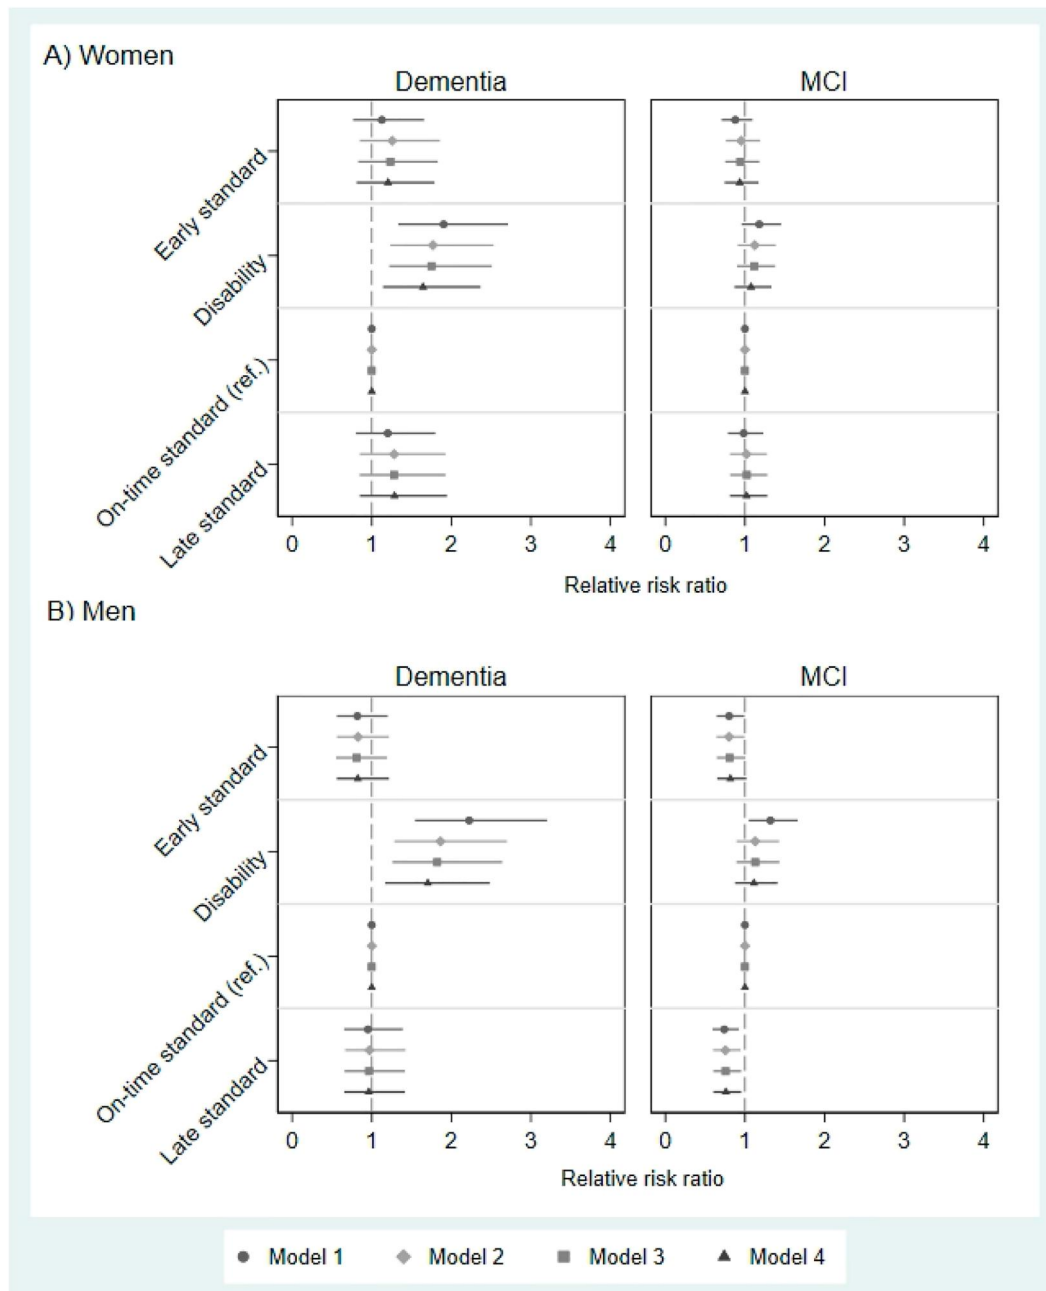 A) Women
Dementia
MCI
Early standard
Disability
On-time standard (ref.)
Late standard
0 1 2 3 4
0 1 2 3 4
Relative risk ratio
B) Men
Dementia
MCI
Early standard
Disability
On-time standard (ref.)
Late standard
0 1 2 3 4
0 1 2 3 4
Relative risk ratio
Model 1 Model 2 Model 3 Model 4